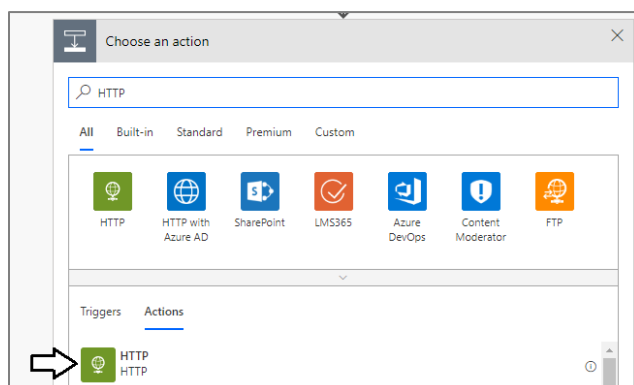 Choose an action
HTTP
All Built-in Standard Premium Custom
HTTP
HTTP with
Azure AD
SharePoint
LMS365
Azure
DevOps
Content
Moderator
FTP
Triggers Actions
HTTP
HTTP